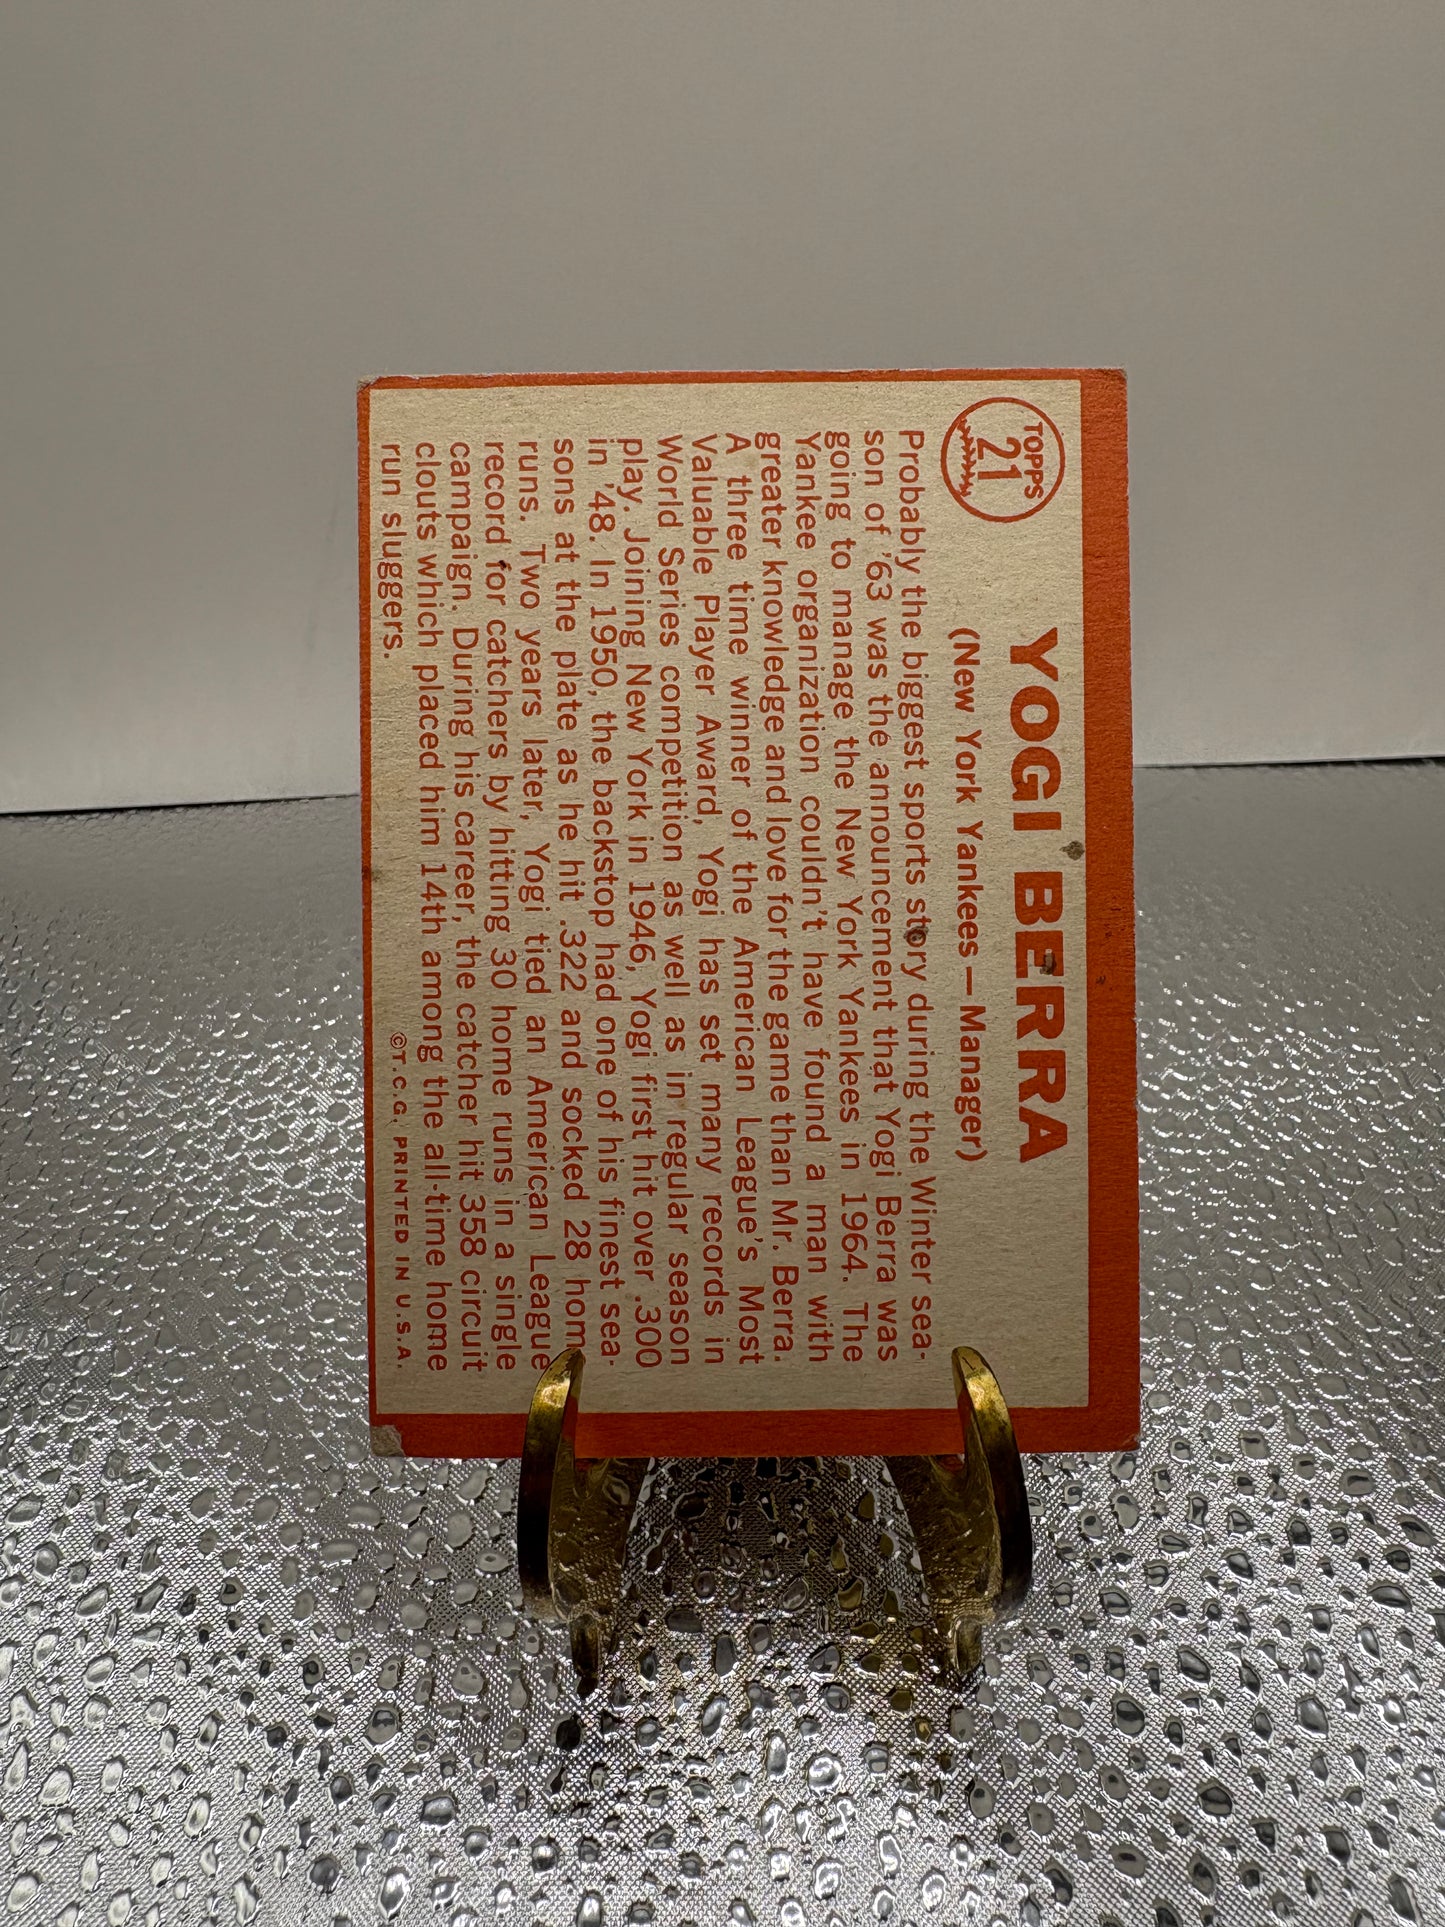 TOPPS
21
YOGI BERRA
(New York Yankees—Manager)
Probably the biggest sports story during the Winter sea-
son of '63 was the announcement that Yogi Berra was
going to manage the New York Yankees in 1964. The
Yankee organization couldn't have found a man with
greater knowledge and love for the game than Mr. Berra.
A three time winner of the American League's Most
Valuable Player Award, Yogi has set many records in
World Series competition as well as in regular season
play. Joining New York in 1946, Yogi first hit over .300
in '48. In 1950, the backstop had one of his finest sea-
sons at the plate as he hit .322 and socked 28 home
runs. Two years later, Yogi tied an American League
record for catchers by hitting 30 home runs in a single
campaign. During his career, the catcher hit 358 circuit
clouts which placed him 14th among the all-time home
run sluggers.
©T.C.G. PRINTED IN U.S.A.